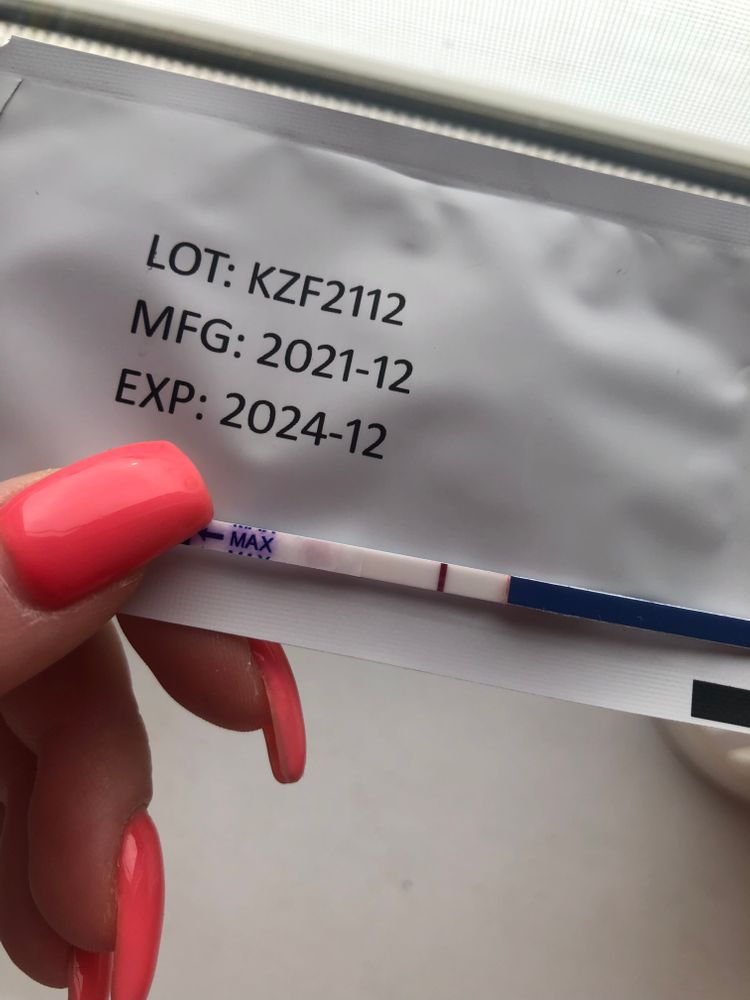 LOT: KZF2112
MFG: 2021-12
EXP: 2024-12
← MAX